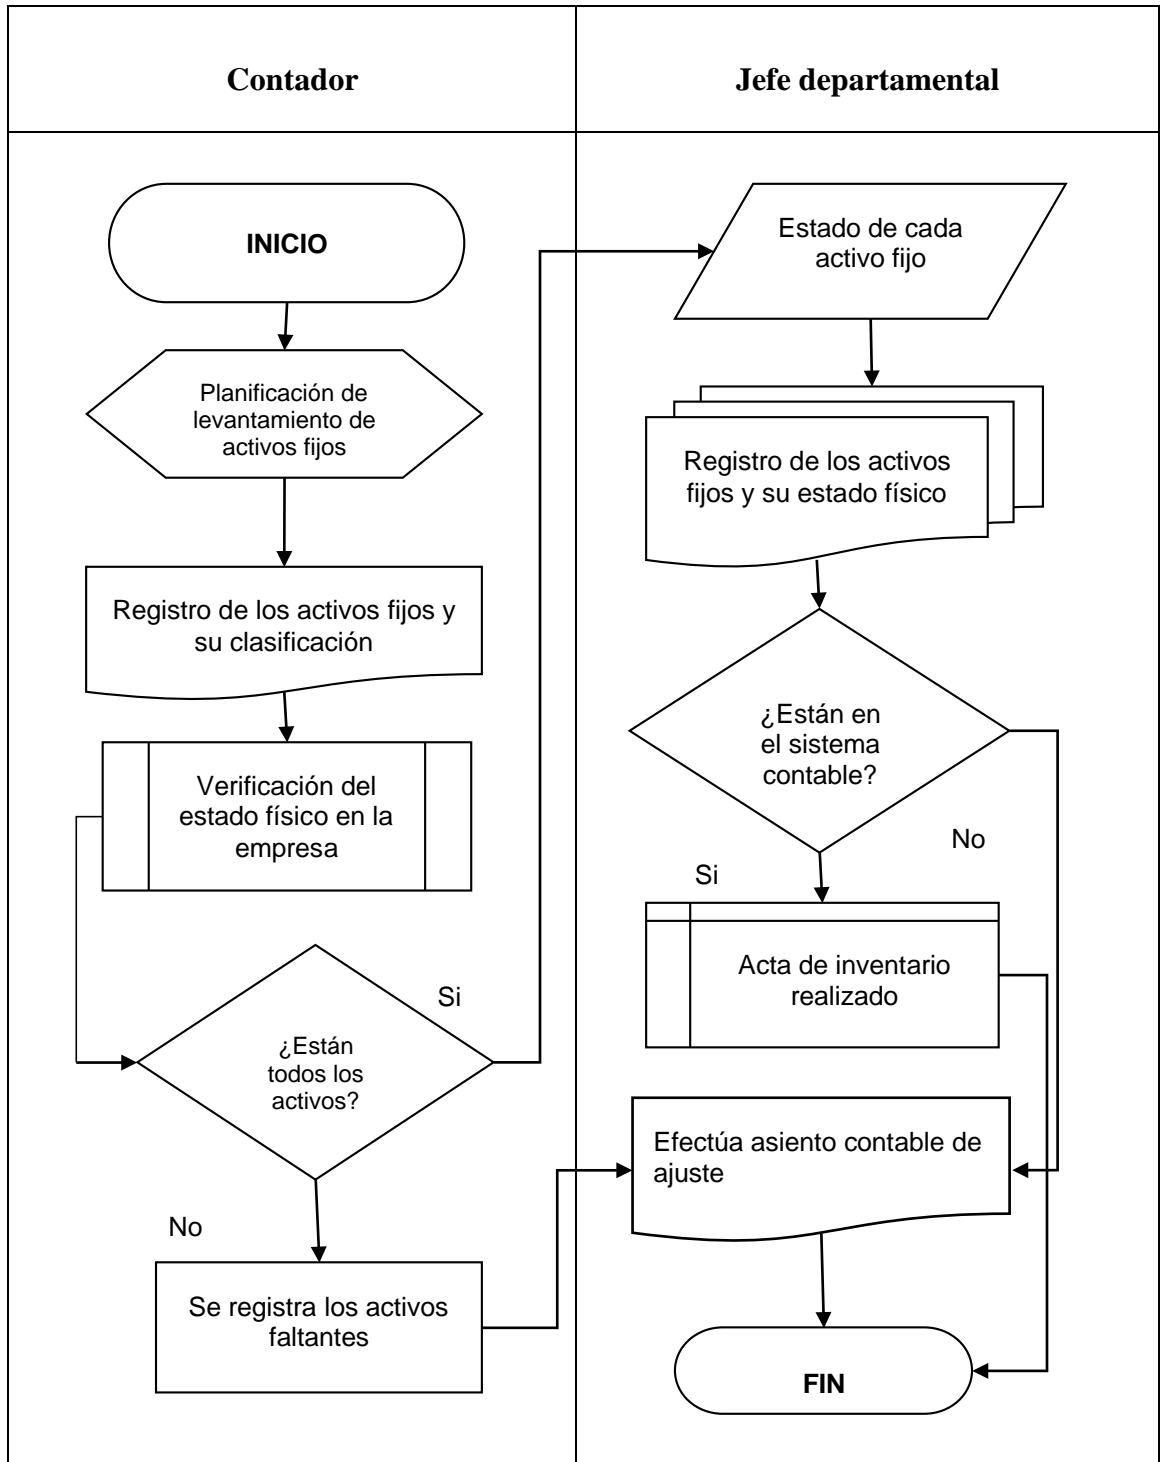 Contador
Jefe departamental
INICIO
Planificación de
levantamiento de
activos fijos
Registro de los activos fijos y
su clasificación
Verificación del
estado físico en la
empresa
Si
¿Están
todos los
activos?
No
Se registra los activos
faltantes
Estado de cada
activo fijo
Registro de los activos
fijos y su estado físico
¿Están en
el sistema
contable?
No
Si
Acta de inventario
realizado
Efectúa asiento contable de
ajuste
FIN